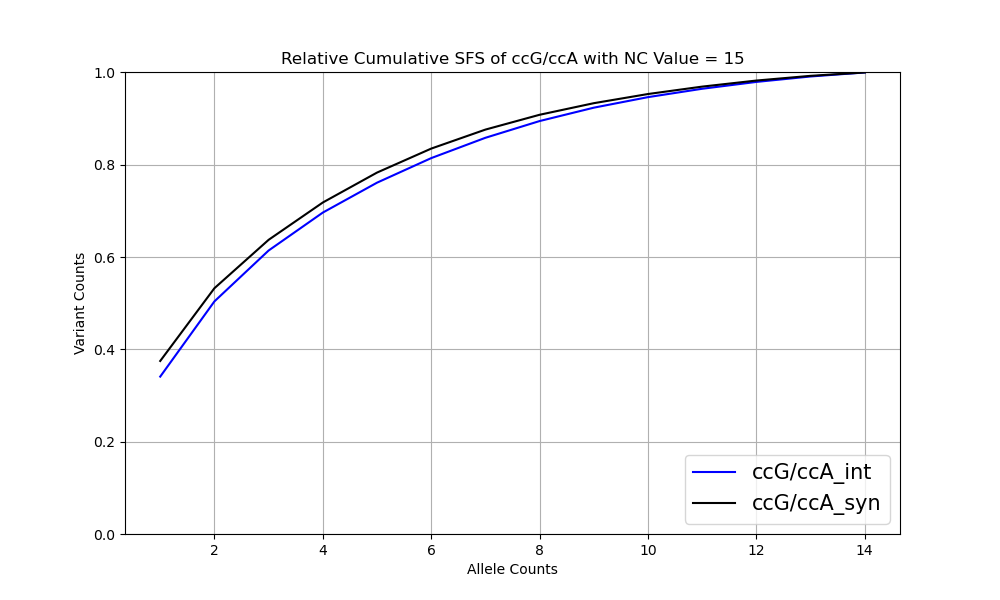 Relative Cumulative SFS of ccG/ccA with NC Value = 15
1.0
0.8
0.6
0.4
0.2
0.0
Variant Counts
2 4 6 8 10 12 14
Allele Counts
ccG/ccA_int
ccG/ccA_syn